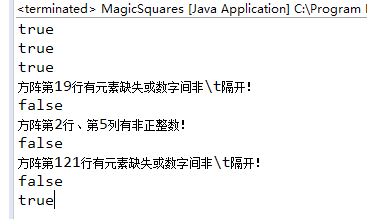 <terminated> MagicSquares [Java Application] C:\Program
true
true
true
方阵第19行有元素缺失或数字间非\t隔开!
false
方阵第2行、第5列有非正整数!
false
方阵第121行有元素缺失或数字间非\t隔开!
false
true